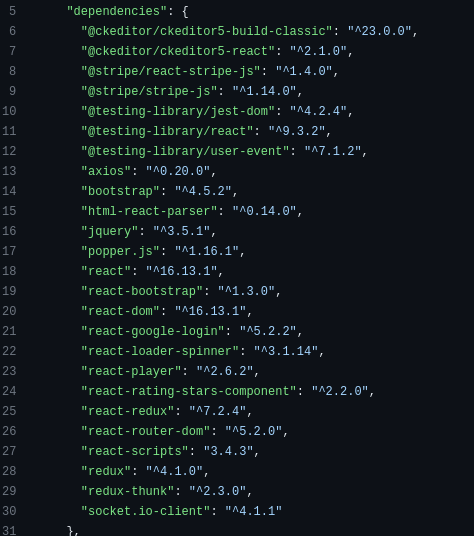 5 "dependencies": {
6 "@ckeditor/ckeditor5-build-classic": "^23.0.0",
7 "@ckeditor/ckeditor5-react": "^2.1.0",
8 "@stripe/react-stripe-js": "^1.4.0",
9 "@stripe/stripe-js": "^1.14.0",
10 "@testing-library/jest-dom": "^4.2.4",
11 "@testing-library/react": "^9.3.2",
12 "@testing-library/user-event": "^7.1.2",
13 "axios": "^0.20.0",
14 "bootstrap": "^4.5.2",
15 "html-react-parser": "^0.14.0",
16 "jquery": "^3.5.1",
17 "popper.js": "^1.16.1",
18 "react": "^16.13.1",
19 "react-bootstrap": "^1.3.0",
20 "react-dom": "^16.13.1",
21 "react-google-login": "^5.2.2",
22 "react-loader-spinner": "^3.1.14",
23 "react-player": "^2.6.2",
24 "react-rating-stars-component": "^2.2.0",
25 "react-redux": "^7.2.4",
26 "react-router-dom": "^5.2.0",
27 "react-scripts": "3.4.3",
28 "redux": "^4.1.0",
29 "redux-thunk": "^2.3.0",
30 "socket.io-client": "^4.1.1"
31 },